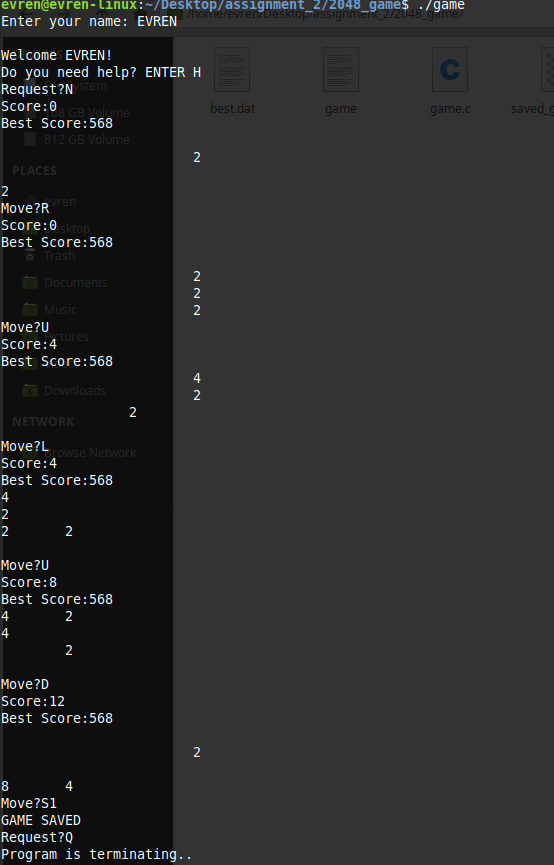 evren@evren-linux:~/Desktop/assignment_2/2048_game$ ./game
Enter your name: EVREN
/home/evren/Desktop/assignment_2/2048_game/
Welcome EVREN!
Do you need help? ENTER H
System
Request?N
Score:0
108 GB Volume
best.dat game game.c
Best Score:568
812 GB Volume
2
PLACES
2
evren
Move?R
Score:0
Desktop
Best Score:568
Trash
2
Documents
2
Music
2
Move?U
Pictures
Score:4
Best Score:568
4
Downloads
2
2
NETWORK
Move?L
Browse Network
Score:4
Best Score:568
4
2
2 2
Move?U
Score:8
Best Score:568
4 2
4
2
Move?D
Score:12
Best Score:568
2
8 4
Move?S1
GAME SAVED
Request?Q
Program is terminating..